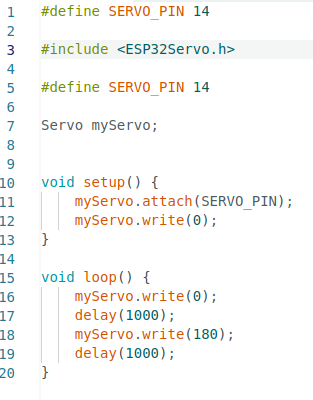 1 #define SERVO_PIN 14
2
3 #include <ESP32Servo.h>
4
5 #define SERVO_PIN 14
6
7 Servo myServo;
8
9
10 void setup() {
11 myServo.attach(SERVO_PIN);
12 myServo.write(0);
13 }
14
15 void loop() {
16 myServo.write(0);
17 delay(1000);
18 myServo.write(180);
19 delay(1000);
20 }